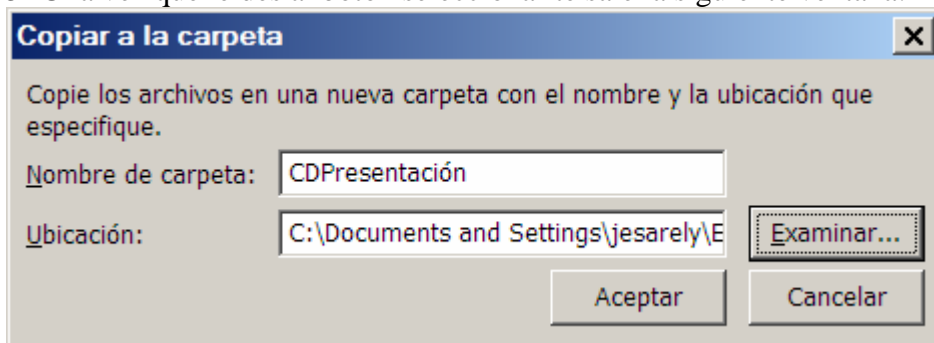 Copiar a la carpeta
Copie los archivos en una nueva carpeta con el nombre y la ubicación que
especifique.
Nombre de carpeta: CDPresentación
Ubicación: C:\Documents and Settings\jesarely\E Examinar...
Aceptar Cancelar